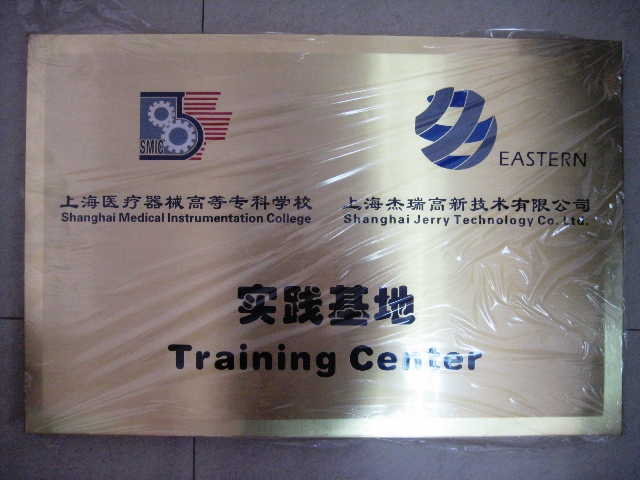 SMIC
EASTERN
上海医疗器械高等专科学校
Shanghai Medical Instrumentation College
上海杰瑞高新技术有限公司
Shanghai Jerry Technology Co. Ltd.
实践基地
Training Center